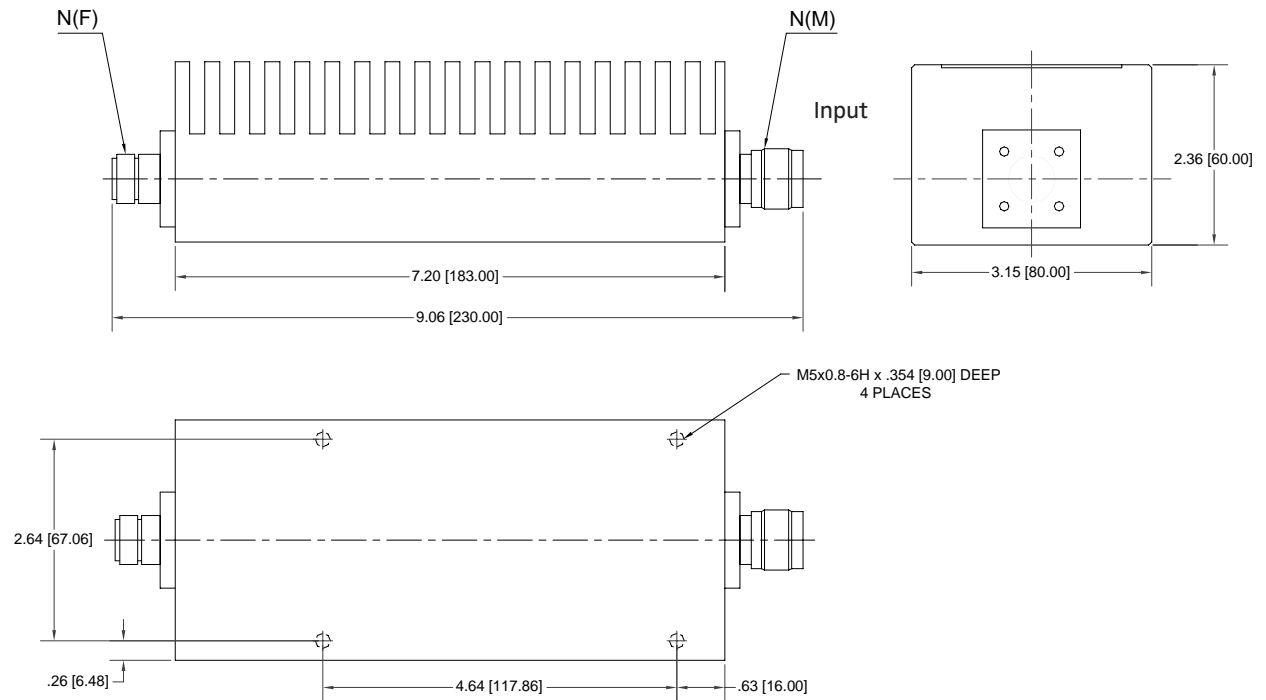 N(F)
N(M)
Input
2.36 [60.00]
7.20 [183.00]
3.15 [80.00]
9.06 [230.00]
M5x0.8-6H x .354 [9.00] DEEP
4 PLACES
2.64 [67.06]
.26 [6.48]
4.64 [117.86]
.63 [16.00]